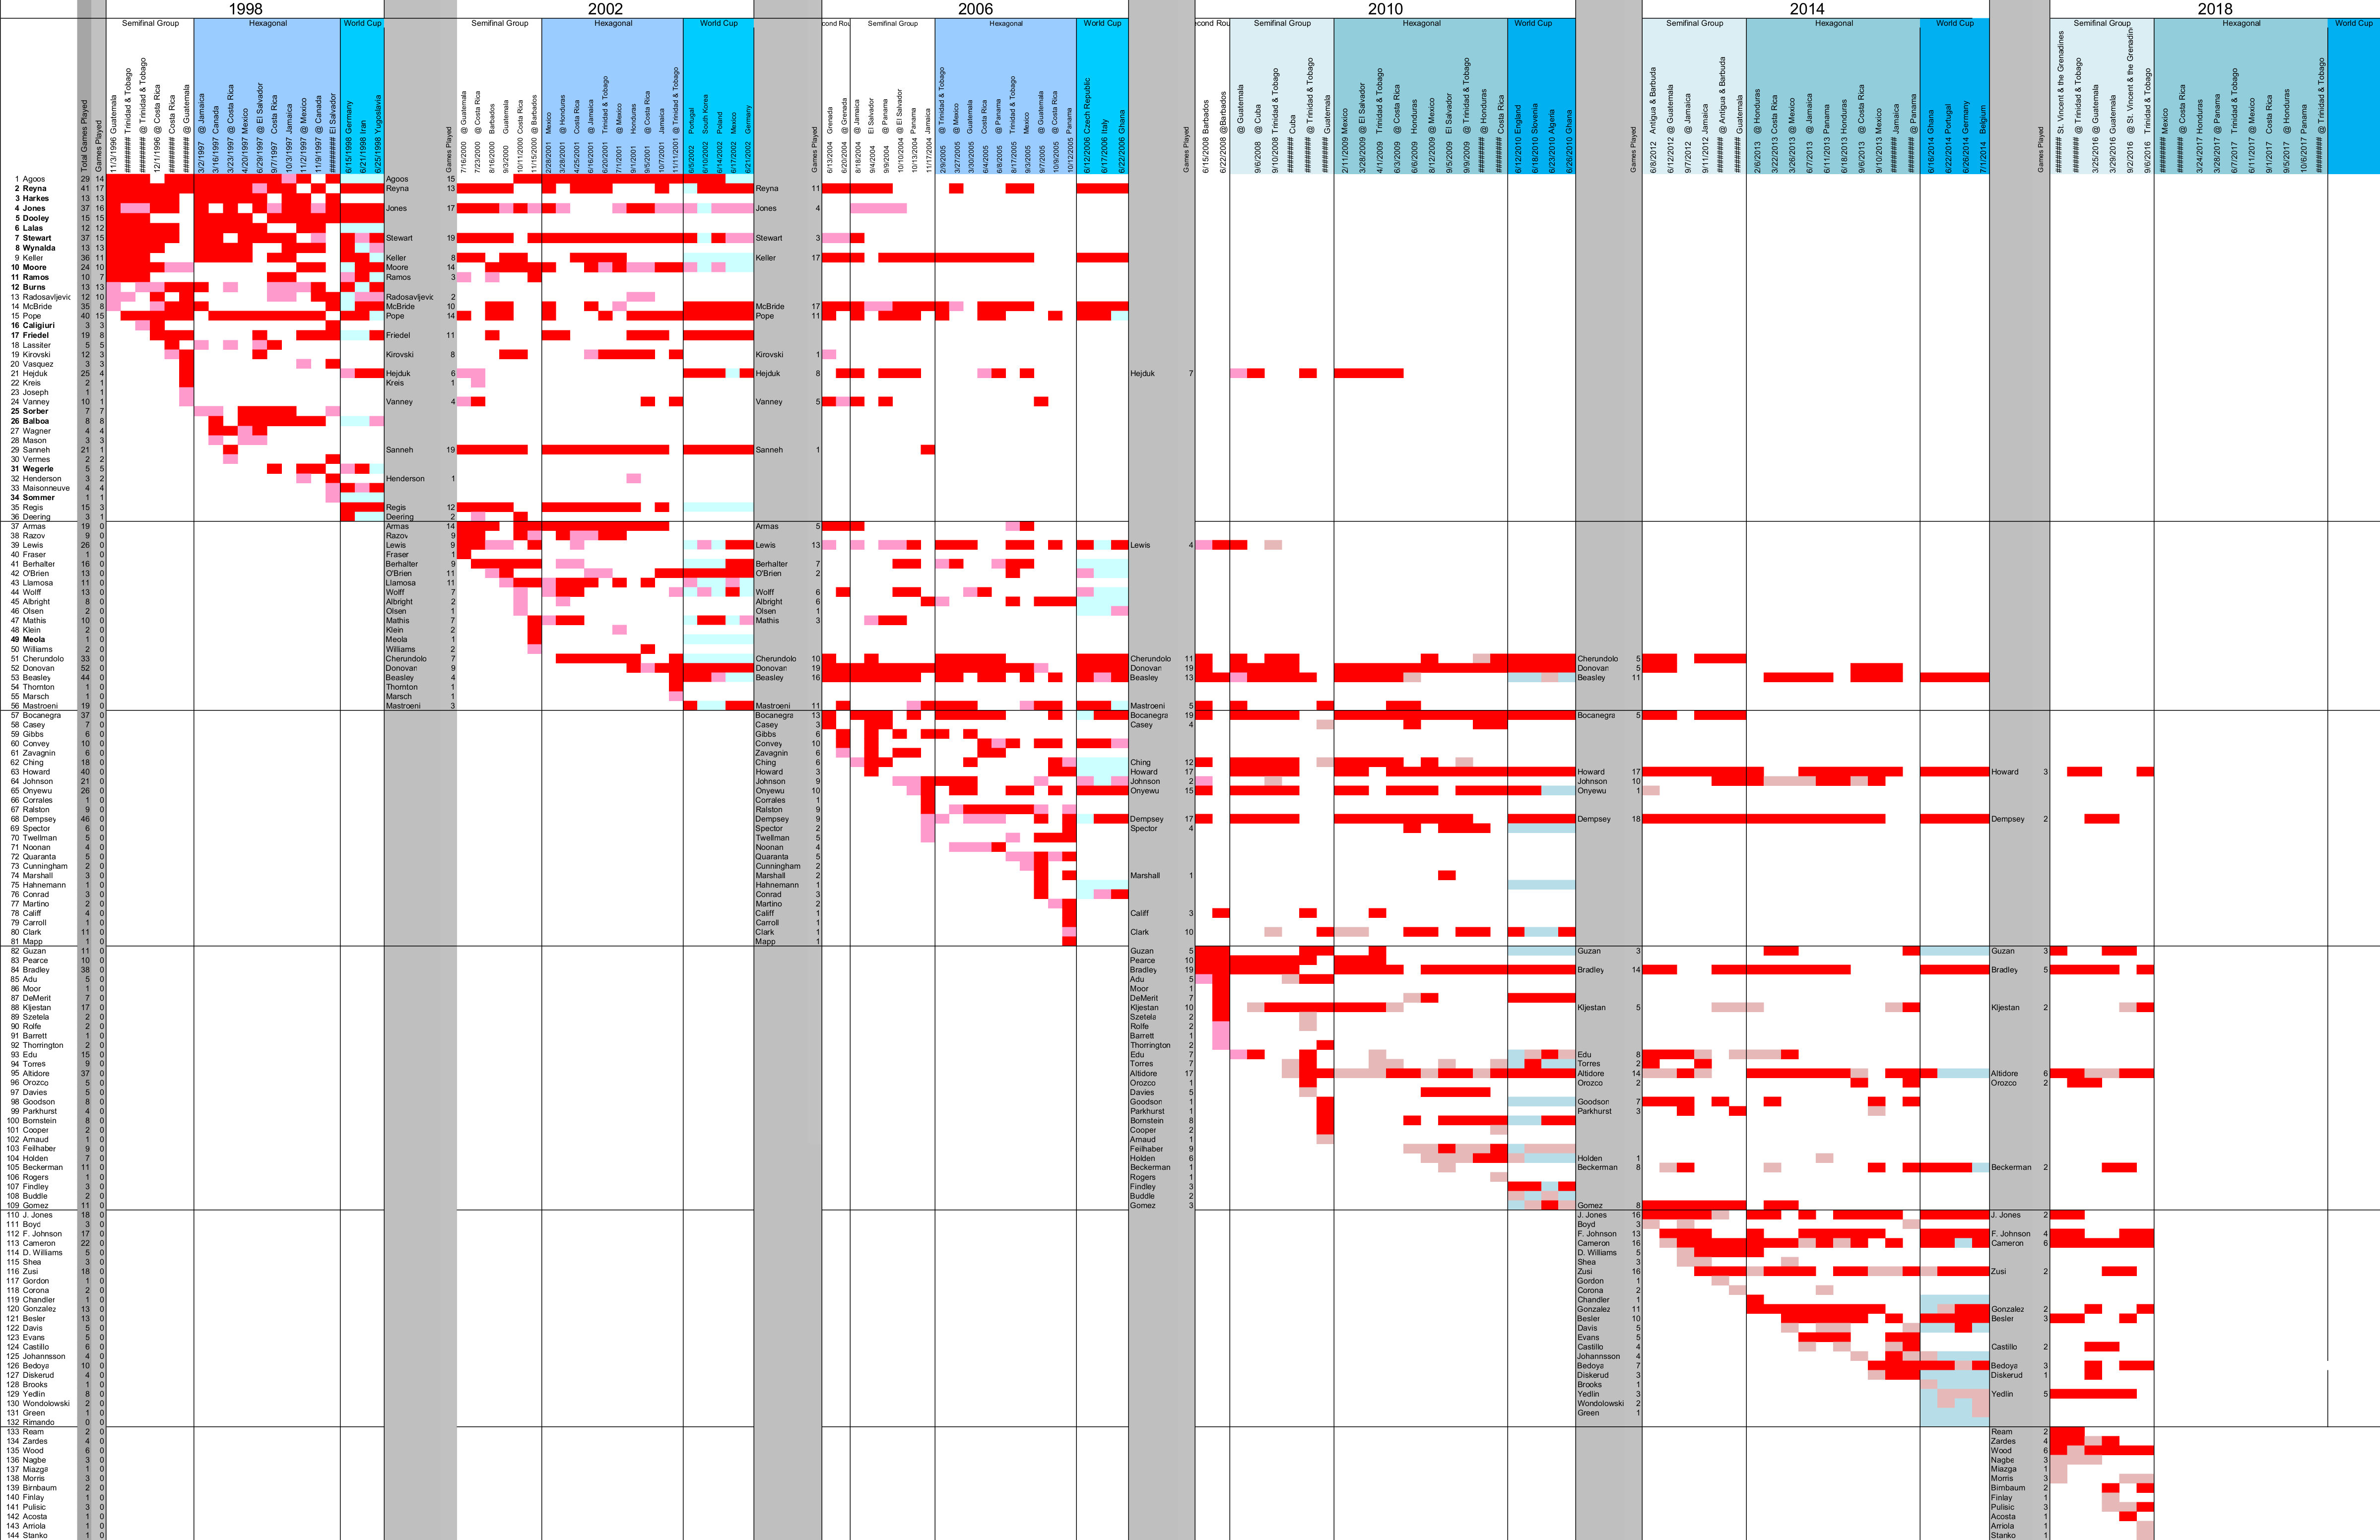 1998 2002 2006 2010 2014 2018
Semifinal Group Hexagonal World Cup Semifinal Group Hexagonal World Cup cond Rou Semifinal Group Hexagonal World Cup econd Rou Semifinal Group Hexagonal World Cup Semifinal Group Hexagonal World Cup Semifinal Group Hexagonal World Cup
Total Games Played
Games Played
11/3/1996 Guatemala
####### Trinidad & Tobago
####### @ Trinidad & Tobago
12/1/1996 @ Costa Rica
####### Costa Rica
####### @ Guatemala
3/2/1997 @ Jamaica
3/16/1997 Canada
3/23/1997 @ Costa Rica
4/20/1997 Mexico
6/29/1997 @ El Salvador
9/7/1997 Costa Rica
10/3/1997 Jamaica
11/2/1997 @ Mexico
11/9/1997 @ Canada
####### El Salvador
6/15/1998 Germany
6/21/1998 Iran
6/25/1998 Yugoslavia
Games Played
7/16/2000 @ Guatemala
7/23/2000 @ Costa Rica
8/16/2000 Barbados
9/3/2000 Guatemala
10/11/2000 Costa Rica
11/15/2000 @ Barbados
2/28/2001 Mexico
3/28/2001 @ Honduras
4/25/2001 Costa Rica
6/16/2001 @ Jamaica
6/20/2001 Trinidad & Tobago
7/1/2001 @ Mexico
9/1/2001 Honduras
9/5/2001 @ Costa Rica
10/7/2001 Jamaica
11/11/2001 @ Trinidad & Tobago
6/5/2002 Portugal
6/10/2002 South Korea
6/14/2002 Poland
6/17/2002 Mexico
6/21/2002 Germany
Games Played
6/13/2004 Grenada
6/20/2004 @ Grenada
8/18/2004 @ Jamaica
9/4/2004 El Salvador
9/8/2004 @ Panama
10/10/2004 @ El Salvador
10/13/2004 Panama
11/17/2004 Jamaica
2/9/2005 @ Trinidad & Tobago
3/27/2005 @ Mexico
3/30/2005 Guatemala
6/4/2005 Costa Rica
6/8/2005 @ Panama
8/17/2005 Trinidad & Tobago
9/3/2005 Mexico
9/7/2005 @ Guatemala
10/9/2005 @ Costa Rica
10/12/2005 Panama
6/12/2006 Czech Republic
6/17/2006 Italy
6/22/2006 Ghana
Games Played
6/15/2008 Barbados
6/22/2008 @Barbados
@ Guatemala
9/6/2008 @ Cuba
9/10/2008 Trinidad & Tobago
####### Cuba
####### @ Trinidad & Tobago
####### Guatemala
2/11/2009 Mexico
3/28/2009 @ El Salvador
4/1/2009 Trinidad & Tobago
6/3/2009 @ Costa Rica
6/6/2009 Honduras
8/12/2009 @ Mexico
9/5/2009 El Salvador
9/9/2009 @ Trinidad & Tobago
####### @ Honduras
####### Costa Rica
6/12/2010 England
6/18/2010 Slovenia
6/23/2010 Algeria
6/26/2010 Ghana
Games Played
6/8/2012 Antigua & Barbuda
6/12/2012 @ Guatemala
9/7/2012 @ Jamaica
9/11/2012 Jamaica
####### @ Antigua & Barbuda
####### Guatemala
2/6/2013 @ Honduras
3/22/2013 Costa Rica
3/26/2013 @ Mexico
6/7/2013 @ Jamaica
6/11/2013 Panama
6/18/2013 Honduras
9/6/2013 @ Costa Rica
9/10/2013 Mexico
####### Jamaica
####### @ Panama
6/16/2014 Ghana
6/22/2014 Portugal
6/26/2014 Germany
7/1/2014 Belgium
Games Played
####### St. Vincent & the Grenadines
####### @ Trinidad & Tobago
3/25/2016 @ Guatemala
3/29/2016 Guatemala
9/2/2016 @ St. Vincent & the Grenadin
9/6/2016 Trinidad & Tobago
####### Mexico
####### @ Costa Rica
3/24/2017 Honduras
3/28/2017 @ Panama
6/7/2017 Trinidad & Tobago
6/11/2017 @ Mexico
9/1/2017 Costa Rica
9/5/2017 @ Honduras
10/6/2017 Panama
####### @ Trinidad & Tobago
1 Agoos 29 14 Agoos 15
2 Reyna 41 17 Reyna 13 Reyna 11
3 Harkes 13 13
4 Jones 37 16 Jones 17 Jones 4
5 Dooley 15 15
6 Lalas 12 12
7 Stewart 37 15 Stewart 19 Stewart 3
8 Wynalda 13 13
9 Keller 36 11 Keller 8 Keller 17
10 Moore 24 10 Moore 14
11 Ramos 10 7 Ramos 3
12 Burns 13 13
13 Radosavljevic 12 10 Radosavljevic 2
14 McBride 35 8 McBride 10 McBride 17
15 Pope 40 15 Pope 14 Pope 11
16 Caligiuri 3 3
17 Friedel 19 8 Friedel 11
18 Lassiter 5 5
19 Kirovski 12 3 Kirovski 8 Kirovski 1
20 Vasquez 3 3
21 Hejduk 25 4 Hejduk 6 Hejduk 8 Hejduk 7
22 Kreis 2 1 Kreis 1
23 Joseph 1 1
24 Vanney 10 1 Vanney 4 Vanney 5
25 Sorber 7 7
26 Balboa 8 8
27 Wagner 4 4
28 Mason 3 3
29 Sanneh 21 1 Sanneh 19 Sanneh 1
30 Vermes 2 2
31 Wegerle 5 5
32 Henderson 3 2 Henderson 1
33 Maisonneuve 4 4
34 Sommer 1 1
35 Regis 15 3 Regis 12
36 Deering 3 1 Deering 2
37 Armas 19 0 Armas 14 Armas 5
38 Razov 9 0 Razov 9
39 Lewis 26 0 Lewis 9 Lewis 13 Lewis 4
40 Fraser 1 0 Fraser 1
41 Berhalter 16 0 Berhalter 9 Berhalter 7
42 O'Brien 13 0 O'Brien 11 O'Brien 2
43 Llamosa 11 0 Llamosa 11
44 Wolff 13 0 Wolff 7 Wolff 6
45 Albright 8 0 Albright 2 Albright 6
46 Olsen 2 0 Olsen 1 Olsen 1
47 Mathis 10 0 Mathis 7 Mathis 3
48 Klein 2 0 Klein 2
49 Meola 1 0 Meola 1
50 Williams 2 0 Williams 2
51 Cherundolo 33 0 Cherundolo 7 Cherundolo 10 Cherundolo 11 Cherundolo 5
52 Donovan 52 0 Donovan 9 Donovan 19 Donovan 19 Donovan 5
53 Beasley 44 0 Beasley 4 Beasley 16 Beasley 13 Beasley 11
54 Thornton 1 0 Thornton 1
55 Marsch 1 0 Marsch 1
56 Mastroeni 19 0 Mastroeni 3 Mastroeni 11 Mastroeni 5
57 Bocanegra 37 0 Bocanegra 13 Bocanegra 19 Bocanegra 5
58 Casey 7 0 Casey 3 Casey 4
59 Gibbs 6 0 Gibbs 6
60 Convey 10 0 Convey 10
61 Zavagnin 6 0 Zavagnin 6
62 Ching 18 0 Ching 6 Ching 12
63 Howard 40 0 Howard 3 Howard 17 Howard 17 Howard 3
64 Johnson 21 0 Johnson 9 Johnson 2 Johnson 10
65 Onyewu 26 0 Onyewu 10 Onyewu 15 Onyewu 1
66 Corrales 1 0 Corrales 1
67 Ralston 9 0 Ralston 9
68 Dempsey 46 0 Dempsey 9 Dempsey 17 Dempsey 18 Dempsey 2
69 Spector 6 0 Spector 2 Spector 4
70 Twellman 5 0 Twellman 5
71 Noonan 4 0 Noonan 4
72 Quaranta 5 0 Quaranta 5
73 Cunningham 2 0 Cunningham 2
74 Marshall 3 0 Marshall 2 Marshall 1
75 Hahnemann 1 0 Hahnemann 1
76 Conrad 3 0 Conrad 3
77 Martino 2 0 Martino 2
78 Califf 4 0 Califf 1 Califf 3
79 Carroll 1 0 Carroll 1
80 Clark 11 0 Clark 1 Clark 10
81 Mapp 1 0 Mapp 1
82 Guzan 11 0 Guzan 5 Guzan 3 Guzan 3
83 Pearce 10 0 Pearce 10
84 Bradley 38 0 Bradley 19 Bradley 14 Bradley 5
85 Adu 5 0 Adu 5
86 Moor 1 0 Moor 1
87 DeMerit 7 0 DeMerit 7
88 Kljestan 17 0 Kljestan 10 Kljestan 5 Kljestan 2
89 Szetela 2 0 Szetela 2
90 Rolfe 2 0 Rolfe 2
91 Barrett 1 0 Barrett 1
92 Thorrington 2 0 Thorrington 2
93 Edu 15 0 Edu 7 Edu 8
94 Torres 9 0 Torres 7 Torres 2
95 Altidore 37 0 Altidore 17 Altidore 14 Altidore 6
96 Orozco 5 0 Orozco 1 Orozco 2 Orozco 2
97 Davies 5 0 Davies 5
98 Goodson 8 0 Goodson 1 Goodson 7
99 Parkhurst 4 0 Parkhurst 1 Parkhurst 3
100 Bornstein 8 0 Bornstein 8
101 Cooper 2 0 Cooper 2
102 Arnaud 1 0 Arnaud 1
103 Feilhaber 9 0 Feilhaber 9
104 Holden 7 0 Holden 6 Holden 1
105 Beckerman 11 0 Beckerman 1 Beckerman 8 Beckerman 2
106 Rogers 1 0 Rogers 1
107 Findley 3 0 Findley 3
108 Buddle 2 0 Buddle 2
109 Gomez 11 0 Gomez 3 Gomez 8
110 J. Jones 18 0 J. Jones 16 J. Jones 2
111 Boyd 3 0 Boyd 3
112 F. Johnson 17 0 F. Johnson 13 F. Johnson 4
113 Cameron 22 0 Cameron 16 Cameron 6
114 D. Williams 5 0 D. Williams 5
115 Shea 3 0 Shea 3
116 Zusi 18 0 Zusi 16 Zusi 2
117 Gordon 1 0 Gordon 1
118 Corona 2 0 Corona 2
119 Chandler 1 0 Chandler 1
120 Gonzalez 13 0 Gonzalez 11 Gonzalez 2
121 Besler 13 0 Besler 10 Besler 3
122 Davis 5 0 Davis 5
123 Evans 5 0 Evans 5
124 Castillo 6 0 Castillo 4 Castillo 2
125 Johannsson 4 0 Johannsson 4
126 Bedoya 10 0 Bedoya 7 Bedoya 3
127 Diskerud 4 0 Diskerud 3 Diskerud 1
128 Brooks 1 0 Brooks 1
129 Yedlin 8 0 Yedlin 3 Yedlin 5
130 Wondolowski 2 0 Wondolowski 2
131 Green 1 0 Green 1
132 Rimando 0 0
133 Ream 2 0 Ream 2
134 Zardes 4 0 Zardes 4
135 Wood 6 0 Wood 6
136 Nagbe 3 0 Nagbe 3
137 Miazga 1 0 Miazga 1
138 Morris 3 0 Morris 3
139 Birnbaum 2 0 Birnbaum 2
140 Finlay 1 0 Finlay 1
141 Pulisic 3 0 Pulisic 3
142 Acosta 1 0 Acosta 1
143 Arriola 1 0 Arriola 1
144 Stanko 1 0 Stanko 1